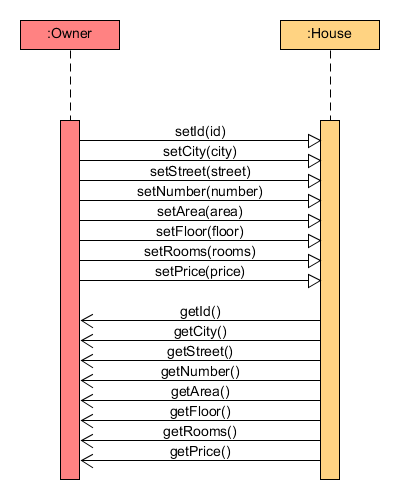 :Owner
:House
setId(id)
setCity(city)
setStreet(street)
setNumber(number)
setArea(area)
setFloor(floor)
setRooms(rooms)
setPrice(price)
getId()
getCity()
getStreet()
getNumber()
getArea()
getFloor()
getRooms()
getPrice()